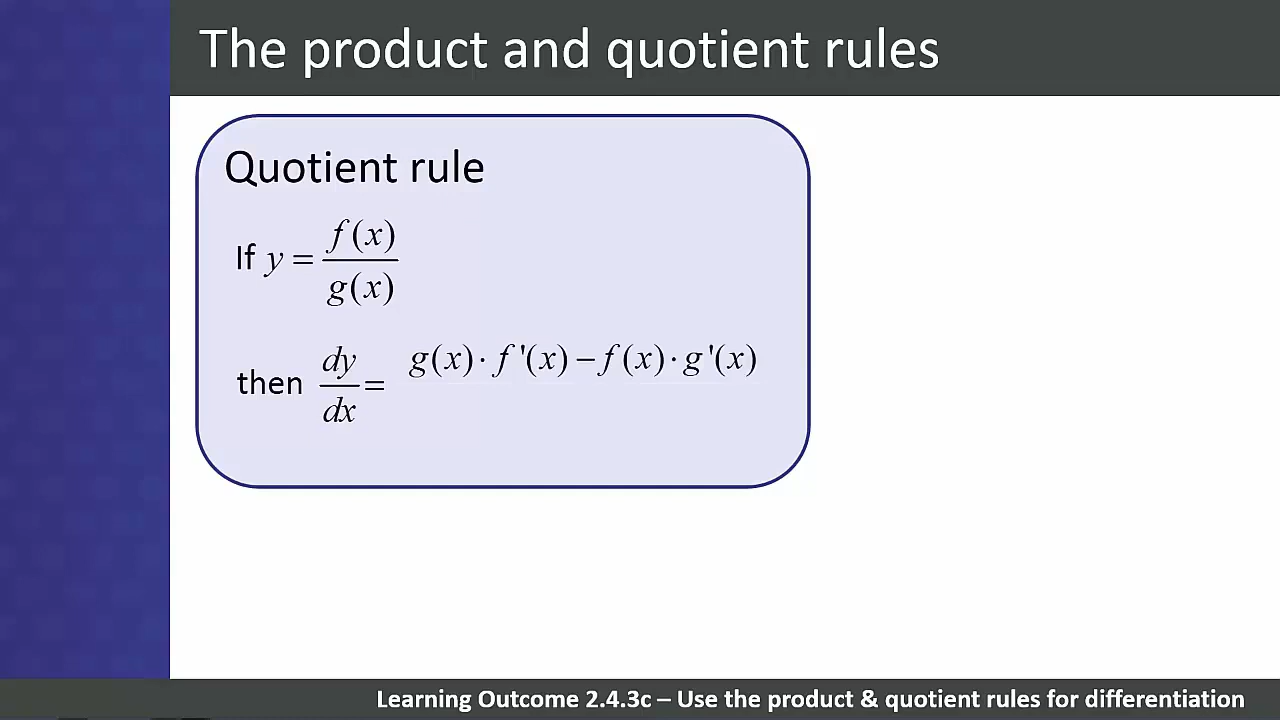 The product and quotient rules
Quotient rule
If y = f(x) / g(x)
then dy/dx = g(x) · f'(x) − f(x) · g'(x)
Learning Outcome 2.4.3c – Use the product & quotient rules for differentiation